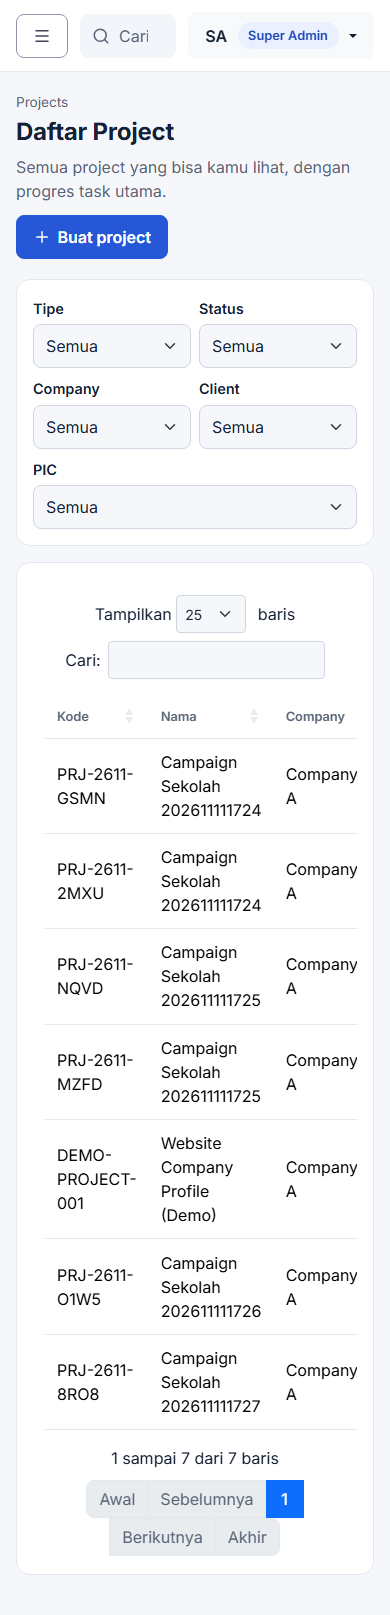 Cari
SA Super Admin
Projects
Daftar Project
Semua project yang bisa kamu lihat, dengan
progres task utama.
Buat project
Tipe Status
Semua Semua
Company Client
Semua Semua
PIC
Semua
Tampilkan 25 baris
Cari:
Kode Nama Company
PRJ-2611-
GSMN
Campaign
Sekolah
202611111724
Company
A
PRJ-2611-
2MXU
Campaign
Sekolah
202611111724
Company
A
PRJ-2611-
NQVD
Campaign
Sekolah
202611111725
Company
A
PRJ-2611-
MZFD
Campaign
Sekolah
202611111725
Company
A
DEMO-
PROJECT-
001
Website
Company
Profile
(Demo)
Company
A
PRJ-2611-
O1W5
Campaign
Sekolah
202611111726
Company
A
PRJ-2611-
8RO8
Campaign
Sekolah
202611111727
Company
A
1 sampai 7 dari 7 baris
Awal Sebelumnya 1
Berikutnya Akhir